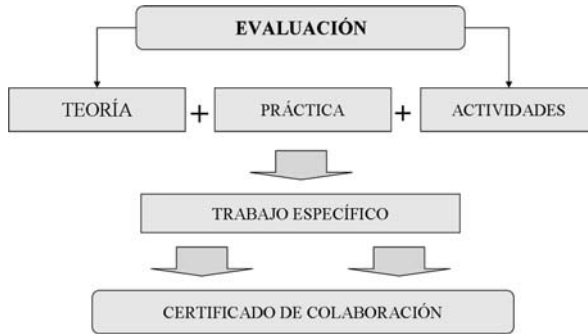 EVALUACIÓN
TEORÍA + PRÁCTICA + ACTIVIDADES
TRABAJO ESPECÍFICO
CERTIFICADO DE COLABORACIÓN